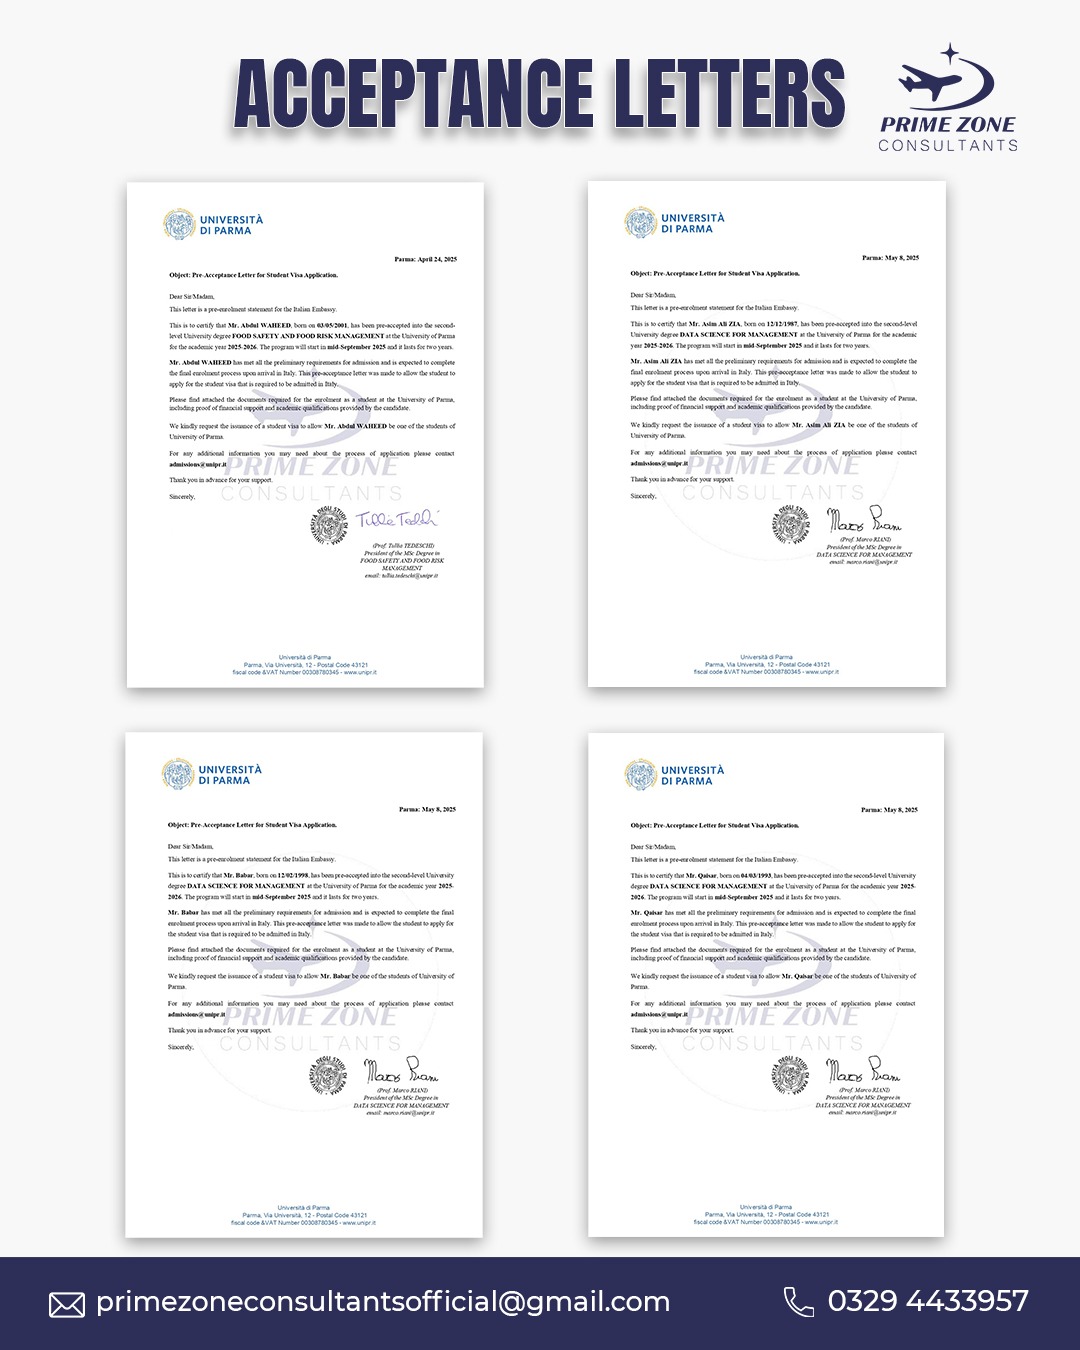 ACCEPTANCE LETTERS
PRIME ZONE
CONSULTANTS
UNIVERSITÀ
DI PARMA
Parma: April 24, 2025
Object: Pre-Acceptance Letter for Student Visa Application.
Dear Sir/Madam,
This letter is a pre-enrolment statement for the Italian Embassy.
This is to certify that Mr. Abdul WAHEED, born on 03/05/2001, has been pre-accepted into the second-
level University degree FOOD SAFETY AND FOOD RISK MANAGEMENT at the University of Parma
for the academic year 2025-2026. The program will start in mid-September 2025 and it lasts for two years.
Mr. Abdul WAHEED has met all the preliminary requirements for admission and is expected to complete
the final enrolment process upon arrival in Italy. This pre-acceptance letter was made to allow the student to
apply for the student visa that is required to be admitted in Italy.
Please find attached the documents required for the enrolment as a student at the University of Parma,
including proof of financial support and academic qualifications provided by the candidate.
We kindly request the issuance of a student visa to allow Mr. Abdul WAHEED be one of the students of
University of Parma.
For any additional information you may need about the process of application please contact
admissions@unipr.it
PRIME ZONE
Thank you in advance for your support.
CONSULTANTS
Sincerely,
UNIVERSITÀ DEGLI STUDI DI PARMA
Tullia Tedeschi
(Prof. Tullia TEDESCHI)
President of the MSc Degree in
FOOD SAFETY AND FOOD RISK
MANAGEMENT
email: tullia.tedeschi@unipr.it
Università di Parma
Parma, Via Università, 12 - Postal Code 43121
fiscal code &VAT Number 00308780345 - www.unipr.it
UNIVERSITÀ
DI PARMA
Parma: May 8, 2025
Object: Pre-Acceptance Letter for Student Visa Application.
Dear Sir/Madam,
This letter is a pre-enrolment statement for the Italian Embassy.
This is to certify that Mr. Asim Ali ZIA, born on 12/12/1987, has been pre-accepted into the second-level
University degree DATA SCIENCE FOR MANAGEMENT at the University of Parma for the academic
year 2025-2026. The program will start in mid-September 2025 and it lasts for two years.
Mr. Asim Ali ZIA has met all the preliminary requirements for admission and is expected to complete the
final enrolment process upon arrival in Italy. This pre-acceptance letter was made to allow the student to
apply for the student visa that is required to be admitted in Italy.
Please find attached the documents required for the enrolment as a student at the University of Parma,
including proof of financial support and academic qualifications provided by the candidate.
We kindly request the issuance of a student visa to allow Mr. Asim Ali ZIA be one of the students of
University of Parma.
For any additional information you may need about the process of application please contact
admissions@unipr.it
PRIME ZONE
Thank you in advance for your support.
CONSULTANTS
Sincerely,
UNIVERSITÀ DEGLI STUDI DI PARMA
Marco Riani
(Prof. Marco RIANI)
President of the MSc Degree in
DATA SCIENCE FOR MANAGEMENT
email: marco.riani@unipr.it
Università di Parma
Parma, Via Università, 12 - Postal Code 43121
fiscal code &VAT Number 00308780345 - www.unipr.it
UNIVERSITÀ
DI PARMA
Parma: May 8, 2025
Object: Pre-Acceptance Letter for Student Visa Application.
Dear Sir/Madam,
This letter is a pre-enrolment statement for the Italian Embassy.
This is to certify that Mr. Babar, born on 12/02/1998, has been pre-accepted into the second-level University
degree DATA SCIENCE FOR MANAGEMENT at the University of Parma for the academic year 2025-
2026. The program will start in mid-September 2025 and it lasts for two years.
Mr. Babar has met all the preliminary requirements for admission and is expected to complete the final
enrolment process upon arrival in Italy. This pre-acceptance letter was made to allow the student to apply for
the student visa that is required to be admitted in Italy.
Please find attached the documents required for the enrolment as a student at the University of Parma,
including proof of financial support and academic qualifications provided by the candidate.
We kindly request the issuance of a student visa to allow Mr. Babar be one of the students of University of
Parma.
For any additional information you may need about the process of application please contact
admissions@unipr.it
PRIME ZONE
Thank you in advance for your support.
CONSULTANTS
Sincerely,
UNIVERSITÀ DEGLI STUDI DI PARMA
Marco Riani
(Prof. Marco RIANI)
President of the MSc Degree in
DATA SCIENCE FOR MANAGEMENT
email: marco.riani@unipr.it
Università di Parma
Parma, Via Università, 12 - Postal Code 43121
fiscal code &VAT Number 00308780345 - www.unipr.it
UNIVERSITÀ
DI PARMA
Parma: May 8, 2025
Object: Pre-Acceptance Letter for Student Visa Application.
Dear Sir/Madam,
This letter is a pre-enrolment statement for the Italian Embassy.
This is to certify that Mr. Qaisar, born on 04/03/1993, has been pre-accepted into the second-level University
degree DATA SCIENCE FOR MANAGEMENT at the University of Parma for the academic year 2025-
2026. The program will start in mid-September 2025 and it lasts for two years.
Mr. Qaisar has met all the preliminary requirements for admission and is expected to complete the final
enrolment process upon arrival in Italy. This pre-acceptance letter was made to allow the student to apply for
the student visa that is required to be admitted in Italy.
Please find attached the documents required for the enrolment as a student at the University of Parma,
including proof of financial support and academic qualifications provided by the candidate.
We kindly request the issuance of a student visa to allow Mr. Qaisar be one of the students of University of
Parma.
For any additional information you may need about the process of application please contact
admissions@unipr.it
PRIME ZONE
Thank you in advance for your support.
CONSULTANTS
Sincerely,
UNIVERSITÀ DEGLI STUDI DI PARMA
Marco Riani
(Prof. Marco RIANI)
President of the MSc Degree in
DATA SCIENCE FOR MANAGEMENT
email: marco.riani@unipr.it
Università di Parma
Parma, Via Università, 12 - Postal Code 43121
fiscal code &VAT Number 00308780345 - www.unipr.it
primezoneconsultantsofficial@gmail.com
0329 4433957